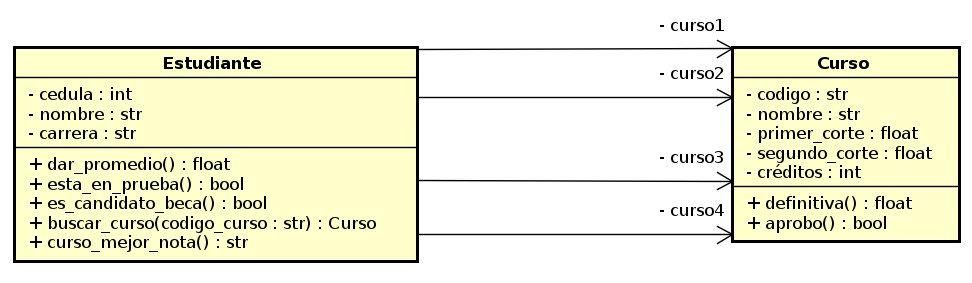 Estudiante
- cedula : int
- nombre : str
- carrera : str
+ dar_promedio() : float
+ esta_en_prueba() : bool
+ es_candidato_beca() : bool
+ buscar_curso(codigo_curso : str) : Curso
+ curso_mejor_nota() : str
- curso1
- curso2
- curso3
- curso4
Curso
- codigo : str
- nombre : str
- primer_corte : float
- segundo_corte : float
- créditos : int
+ definitiva() : float
+ aprobo() : bool